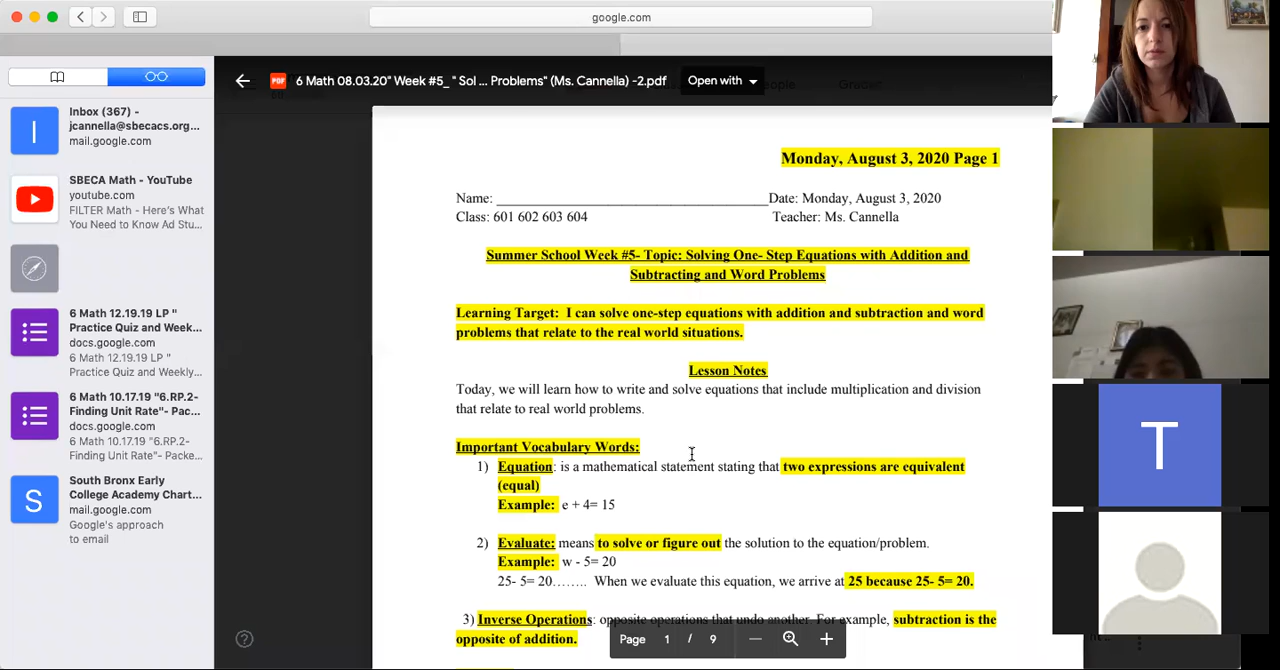 google.com
6 Math 08.03.20" Week #5_ " Sol ... Problems" (Ms. Cannella) -2.pdf
Open with
Inbox (367) -
jcannella@sbecacs.org...
mail.google.com
SBECA Math - YouTube
youtube.com
FILTER Math - Here's What
You Need to Know Ad Stu...
6 Math 12.19.19 LP "
Practice Quiz and Week...
docs.google.com
6 Math 12.19.19 LP "
Practice Quiz and Weekly...
6 Math 10.17.19 "6.RP.2-
Finding Unit Rate"- Pack...
docs.google.com
6 Math 10.17.19 "6.RP.2-
Finding Unit Rate"- Packe...
S
South Bronx Early
College Academy Chart...
mail.google.com
Google's approach
to email
Monday, August 3, 2020 Page 1
Name: ________________________________________Date: Monday, August 3, 2020
Class: 601 602 603 604 Teacher: Ms. Cannella
Summer School Week #5- Topic: Solving One- Step Equations with Addition and
Subtracting and Word Problems
Learning Target: I can solve one-step equations with addition and subtraction and word
problems that relate to the real world situations.
Lesson Notes
Today, we will learn how to write and solve equations that include multiplication and division
that relate to real world problems.
Important Vocabulary Words:
1) Equation: is a mathematical statement stating that two expressions are equivalent
(equal)
Example: e + 4= 15
2) Evaluate: means to solve or figure out the solution to the equation/problem.
Example: w - 5= 20
25- 5= 20…….. When we evaluate this equation, we arrive at 25 because 25- 5= 20.
3) Inverse Operations: opposite operations that undo another. For example, subtraction is the
opposite of addition.
Page 1 / 9
T